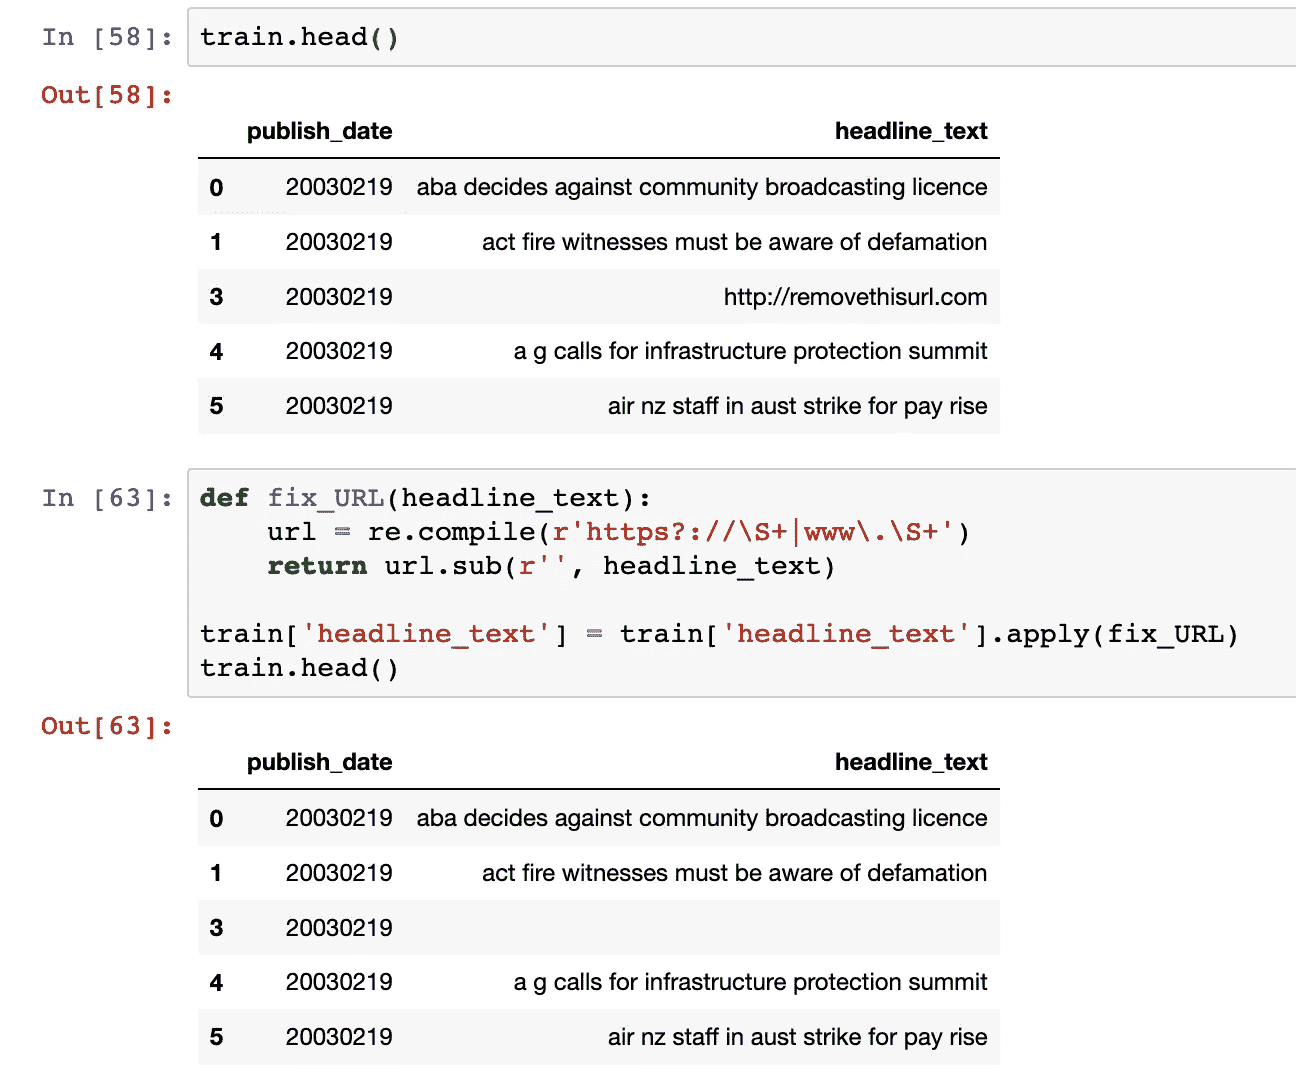 In [58]: train.head()
Out[58]:
publish_date headline_text
0 20030219 aba decides against community broadcasting licence
1 20030219 act fire witnesses must be aware of defamation
3 20030219 http://removethisurl.com
4 20030219 a g calls for infrastructure protection summit
5 20030219 air nz staff in aust strike for pay rise
In [63]: def fix_URL(headline_text):
    url = re.compile(r'https?://\S+|www\.\S+')
    return url.sub(r'', headline_text)
train['headline_text'] = train['headline_text'].apply(fix_URL)
train.head()
Out[63]:
publish_date headline_text
0 20030219 aba decides against community broadcasting licence
1 20030219 act fire witnesses must be aware of defamation
3 20030219
4 20030219 a g calls for infrastructure protection summit
5 20030219 air nz staff in aust strike for pay rise